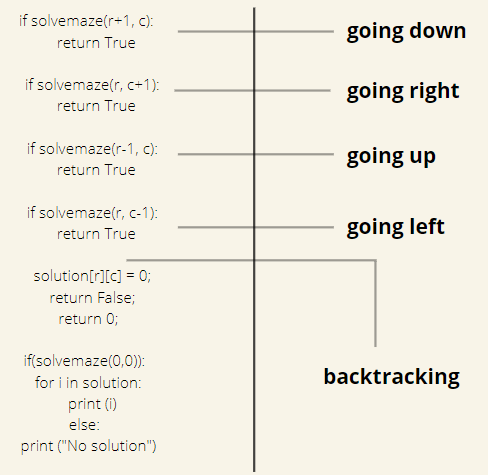 if solvemaze(r+1, c):
return True
going down
if solvemaze(r, c+1):
return True
going right
if solvemaze(r-1, c):
return True
going up
if solvemaze(r, c-1):
return True
going left
solution[r][c] = 0;
return False;
return 0;
backtracking
if(solvemaze(0,0)):
for i in solution:
print (i)
else:
print ("No solution")